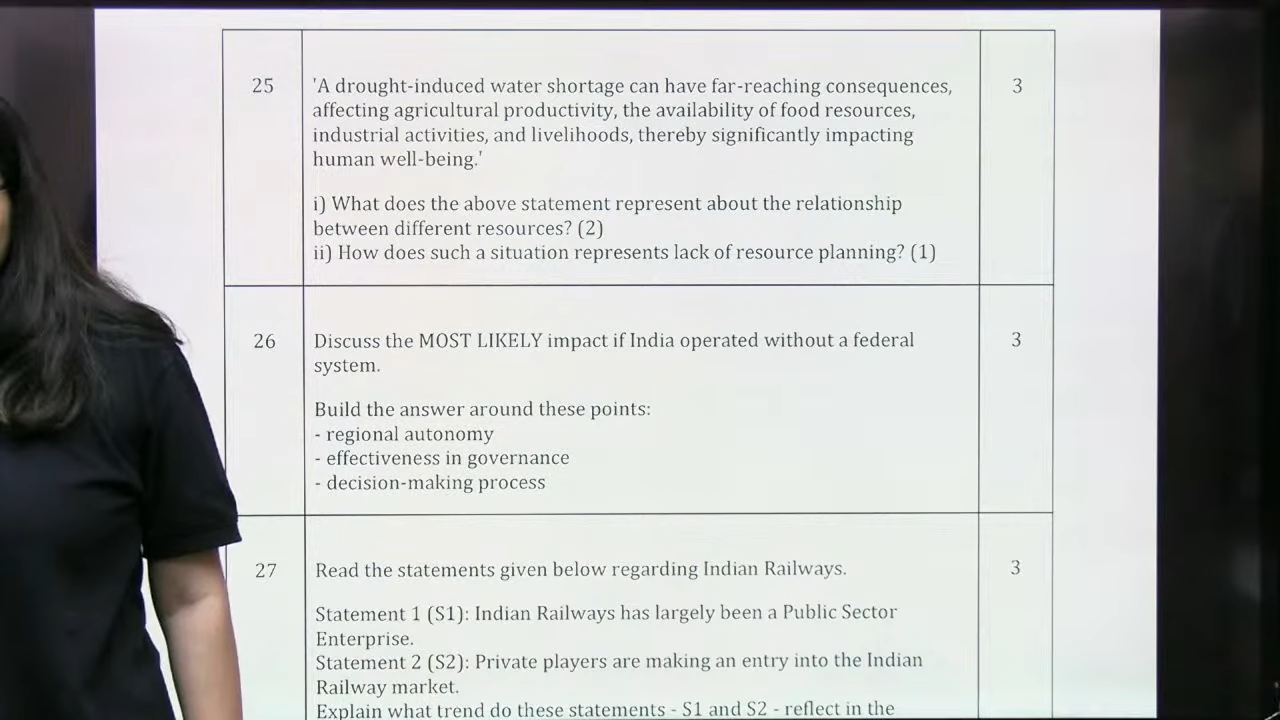 25
'A drought-induced water shortage can have far-reaching consequences,
affecting agricultural productivity, the availability of food resources,
industrial activities, and livelihoods, thereby significantly impacting
human well-being.'
3
i) What does the above statement represent about the relationship
between different resources? (2)
ii) How does such a situation represents lack of resource planning? (1)
26
Discuss the MOST LIKELY impact if India operated without a federal
system.
3
Build the answer around these points:
- regional autonomy
- effectiveness in governance
- decision-making process
27
Read the statements given below regarding Indian Railways.
3
Statement 1 (S1): Indian Railways has largely been a Public Sector
Enterprise.
Statement 2 (S2): Private players are making an entry into the Indian
Railway market.
Explain what trend do these statements - S1 and S2 - reflect in the